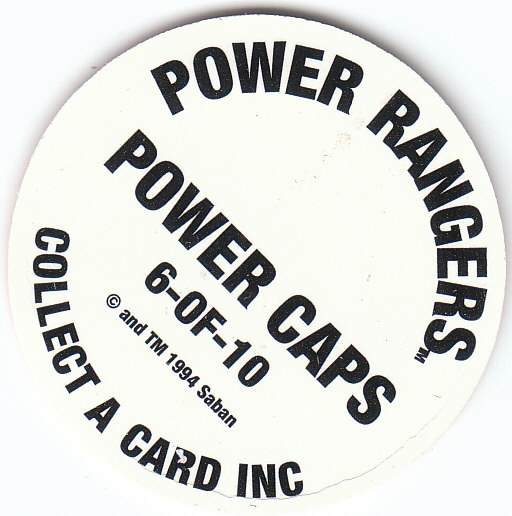 POWER RANGERS™
POWER CAPS
6-OF-10
© and TM 1994 Saban
COLLECT A CARD INC